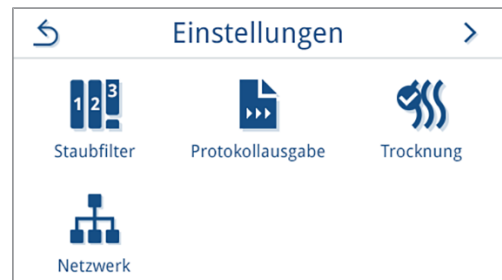 Einstellungen
1 2 3
Staubfilter
Protokollausgabe
Trocknung
Netzwerk